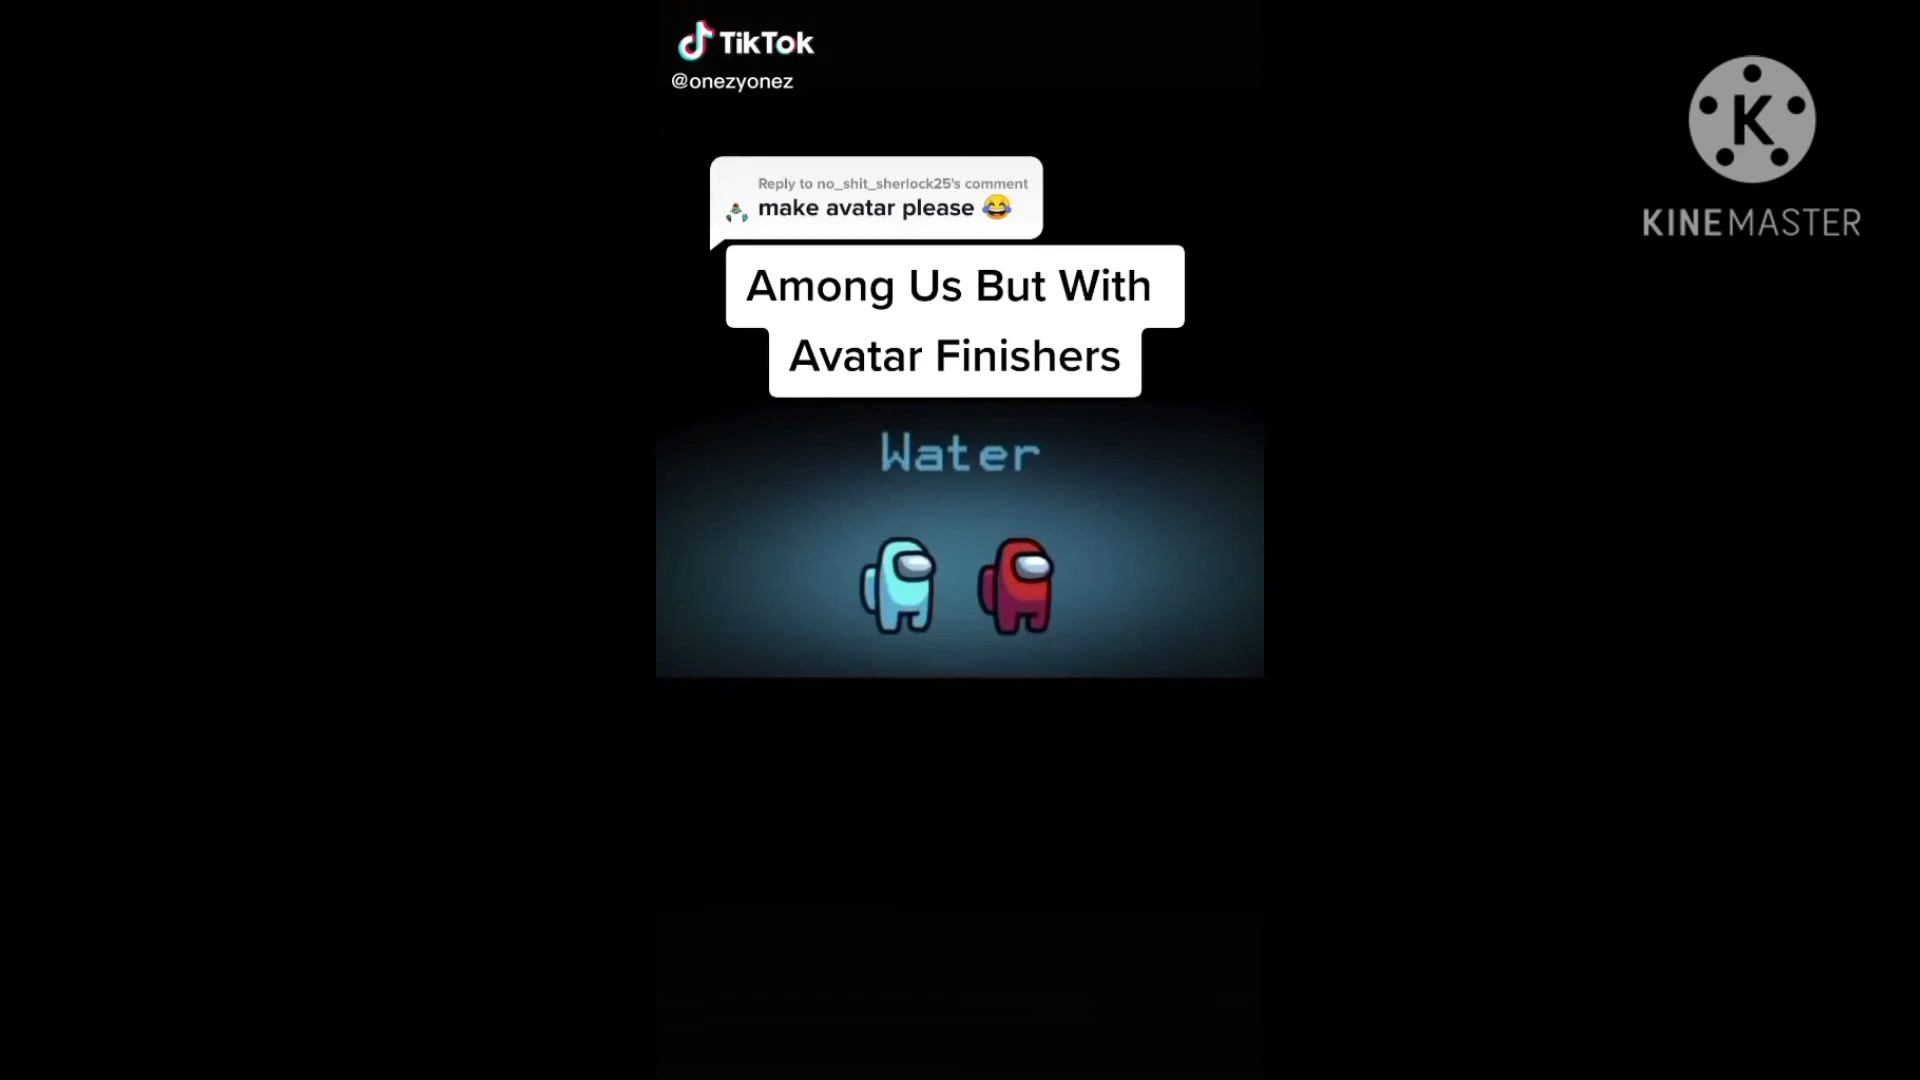 TikTok
@onezyonez
Reply to no_shit_sherlock25's comment
make avatar please 😂
Among Us But With
Avatar Finishers
Water
K
KINEMASTER